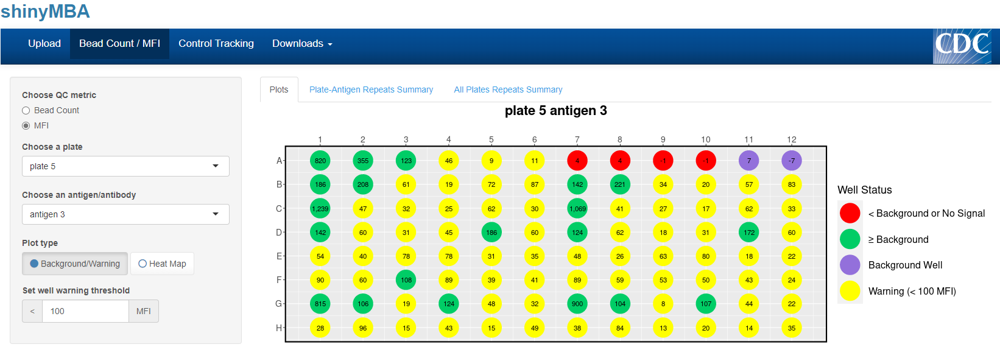 shinyMBA
Upload Bead Count / MFI Control Tracking Downloads CDC
Choose QC metric
Bead Count
MFI
Choose a plate
plate 5
Choose an antigen/antibody
antigen 3
Plot type
Background/Warning Heat Map
Set well warning threshold
< 100 MFI
Plots Plate-Antigen Repeats Summary All Plates Repeats Summary
plate 5 antigen 3
1 2 3 4 5 6 7 8 9 10 11 12
A 820 355 123 46 9 11 4 4 -1 -1 7 -7
B 186 208 61 19 72 87 142 221 34 20 57 83
C 1,239 47 32 25 62 30 1,069 41 27 17 62 33
D 142 60 31 45 186 60 124 62 18 31 172 60
E 54 40 78 78 31 35 48 26 63 80 18 22
F 90 60 108 89 39 41 89 59 53 50 43 24
G 815 106 19 124 48 32 900 104 8 107 44 22
H 28 96 15 43 15 49 38 84 13 20 14 35
Well Status
< Background or No Signal
≥ Background
Background Well
Warning (< 100 MFI)